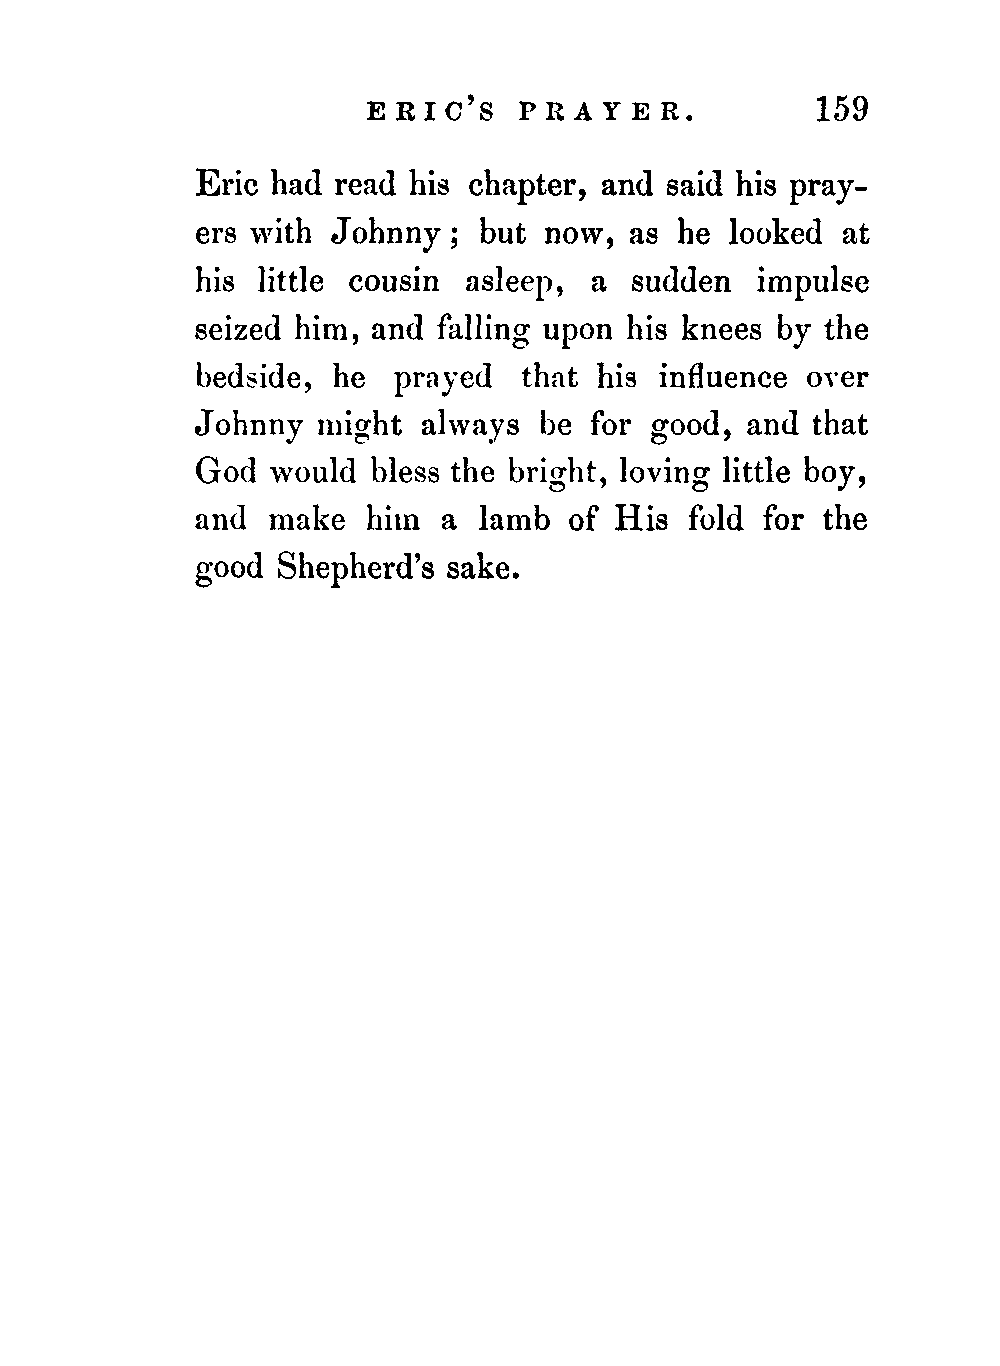 ERIC'S PRAYER. 159
Eric had read his chapter, and said his pray-
ers with Johnny; but now, as he looked at
his little cousin asleep, a sudden impulse
seized him, and falling upon his knees by the
bedside, he prayed that his influence over
Johnny might always be for good, and that
God would bless the bright, loving little boy,
and make him a lamb of His fold for the
good Shepherd's sake.